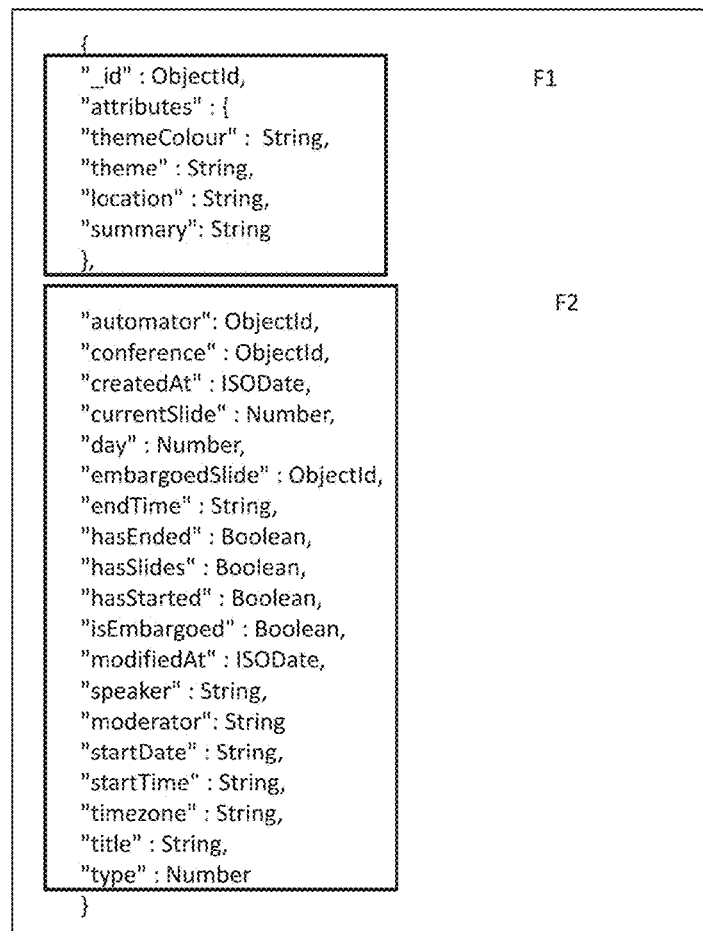 {
"_id" : ObjectId,
F1
"attributes" : {
"themeColour" : String,
"theme" : String,
"location" : String,
"summary": String
},
F2
"automator": ObjectId,
"conference" : ObjectId,
"createdAt" : ISODate,
"currentSlide" : Number,
"day" : Number,
"embargoedSlide" : ObjectId,
"endTime" : String,
"hasEnded" : Boolean,
"hasSlides" : Boolean,
"hasStarted" : Boolean,
"isEmbargoed" : Boolean,
"modifiedAt" : ISODate,
"speaker" : String,
"moderator": String
"startDate" : String,
"startTime" : String,
"timezone" : String,
"title" : String,
"type" : Number
}